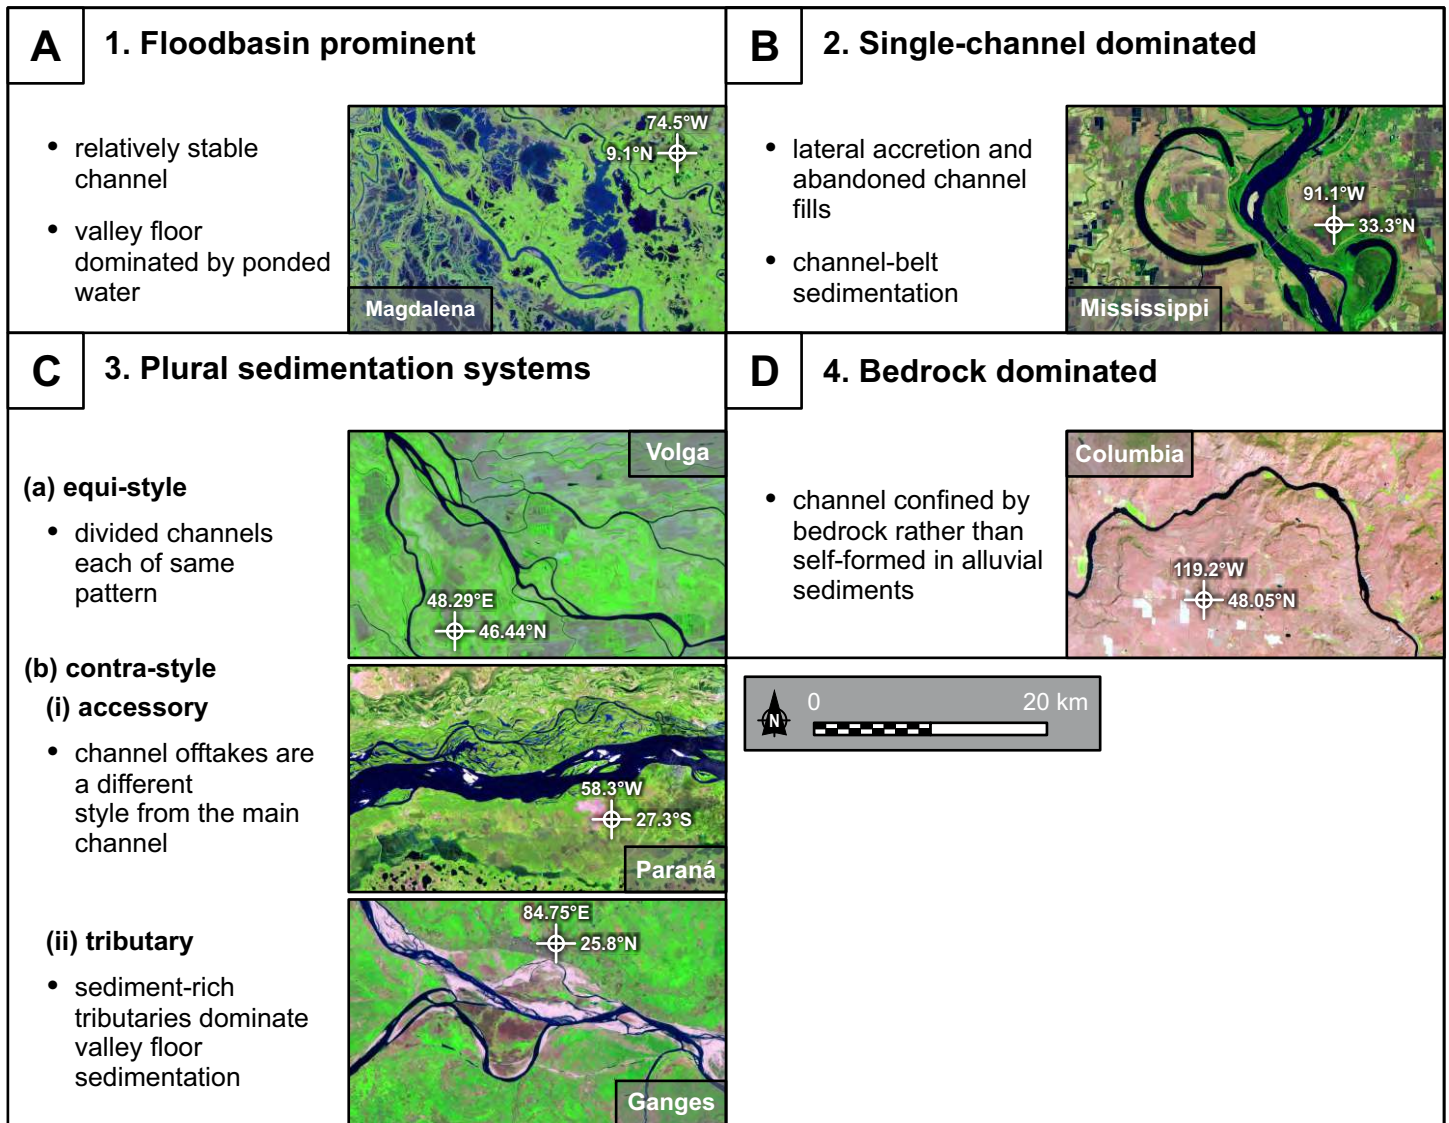 A
1. Floodbasin prominent
• relatively stable
channel
• valley floor
dominated by ponded
water
74.5°W
9.1°N
Magdalena
B
2. Single-channel dominated
• lateral accretion and
abandoned channel
fills
• channel-belt
sedimentation
91.1°W
33.3°N
Mississippi
C
3. Plural sedimentation systems
(a) equi-style
• divided channels
each of same
pattern
Volga
48.29°E
46.44°N
(b) contra-style
(i) accessory
• channel offtakes are
a different
style from the main
channel
58.3°W
27.3°S
Paraná
(ii) tributary
• sediment-rich
tributaries dominate
valley floor
sedimentation
84.75°E
25.8°N
Ganges
D
4. Bedrock dominated
• channel confined by
bedrock rather than
self-formed in alluvial
sediments
Columbia
119.2°W
48.05°N
N
0 20 km